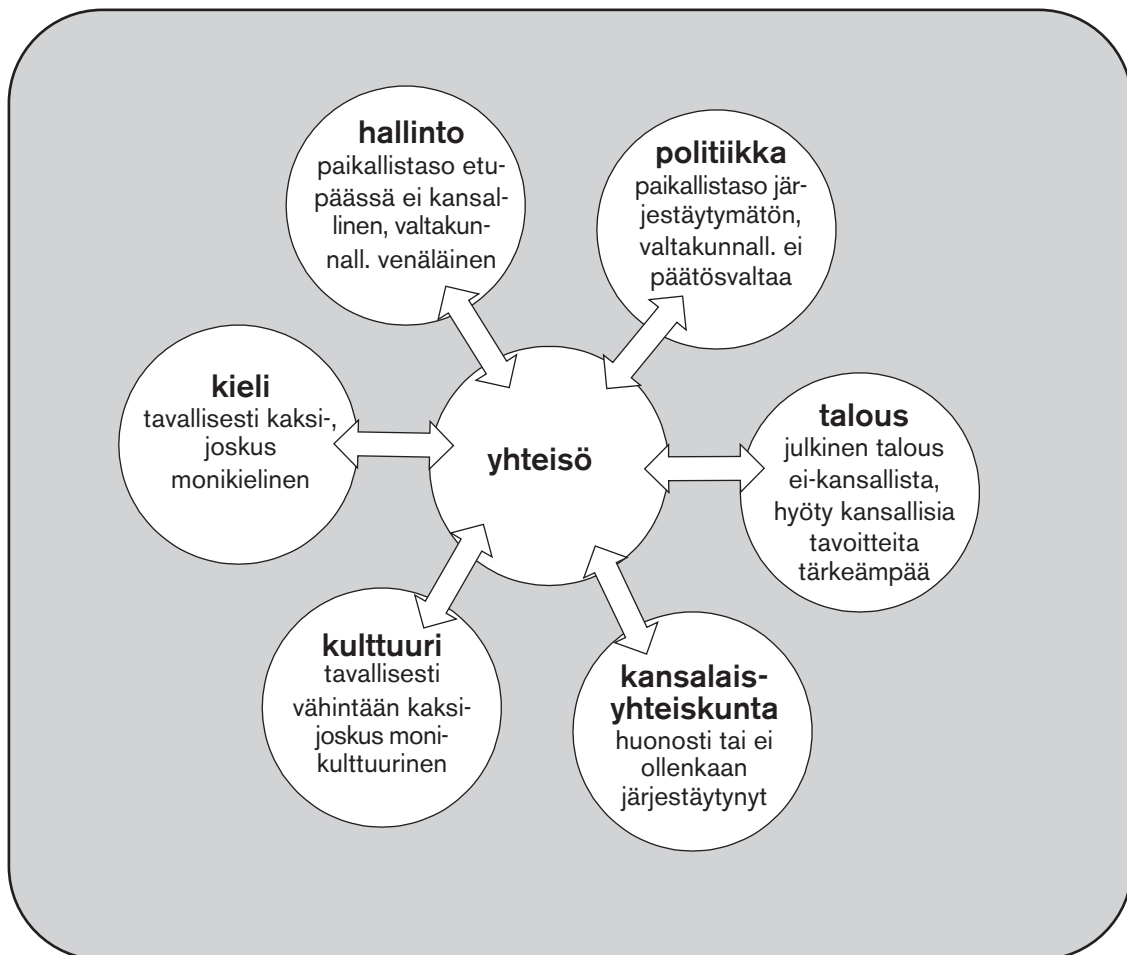 hallinto
paikallistaso etu-
päässä ei kansal-
linen, valtakun-
nall. venäläinen
politiikka
paikallistaso jär-
jestäytymätön,
valtakunnall. ei
päätösvaltaa
kieli
tavallisesti kaksi-,
joskus
monikielinen
yhteisö
talous
julkinen talous
ei-kansallista,
hyöty kansallisia
tavoitteita
tärkeämpää
kulttuuri
tavallisesti
vähintään kaksi-
joskus moni-
kulttuurinen
kansalais-
yhteiskunta
huonosti tai ei
ollenkaan
järjestäytynyt